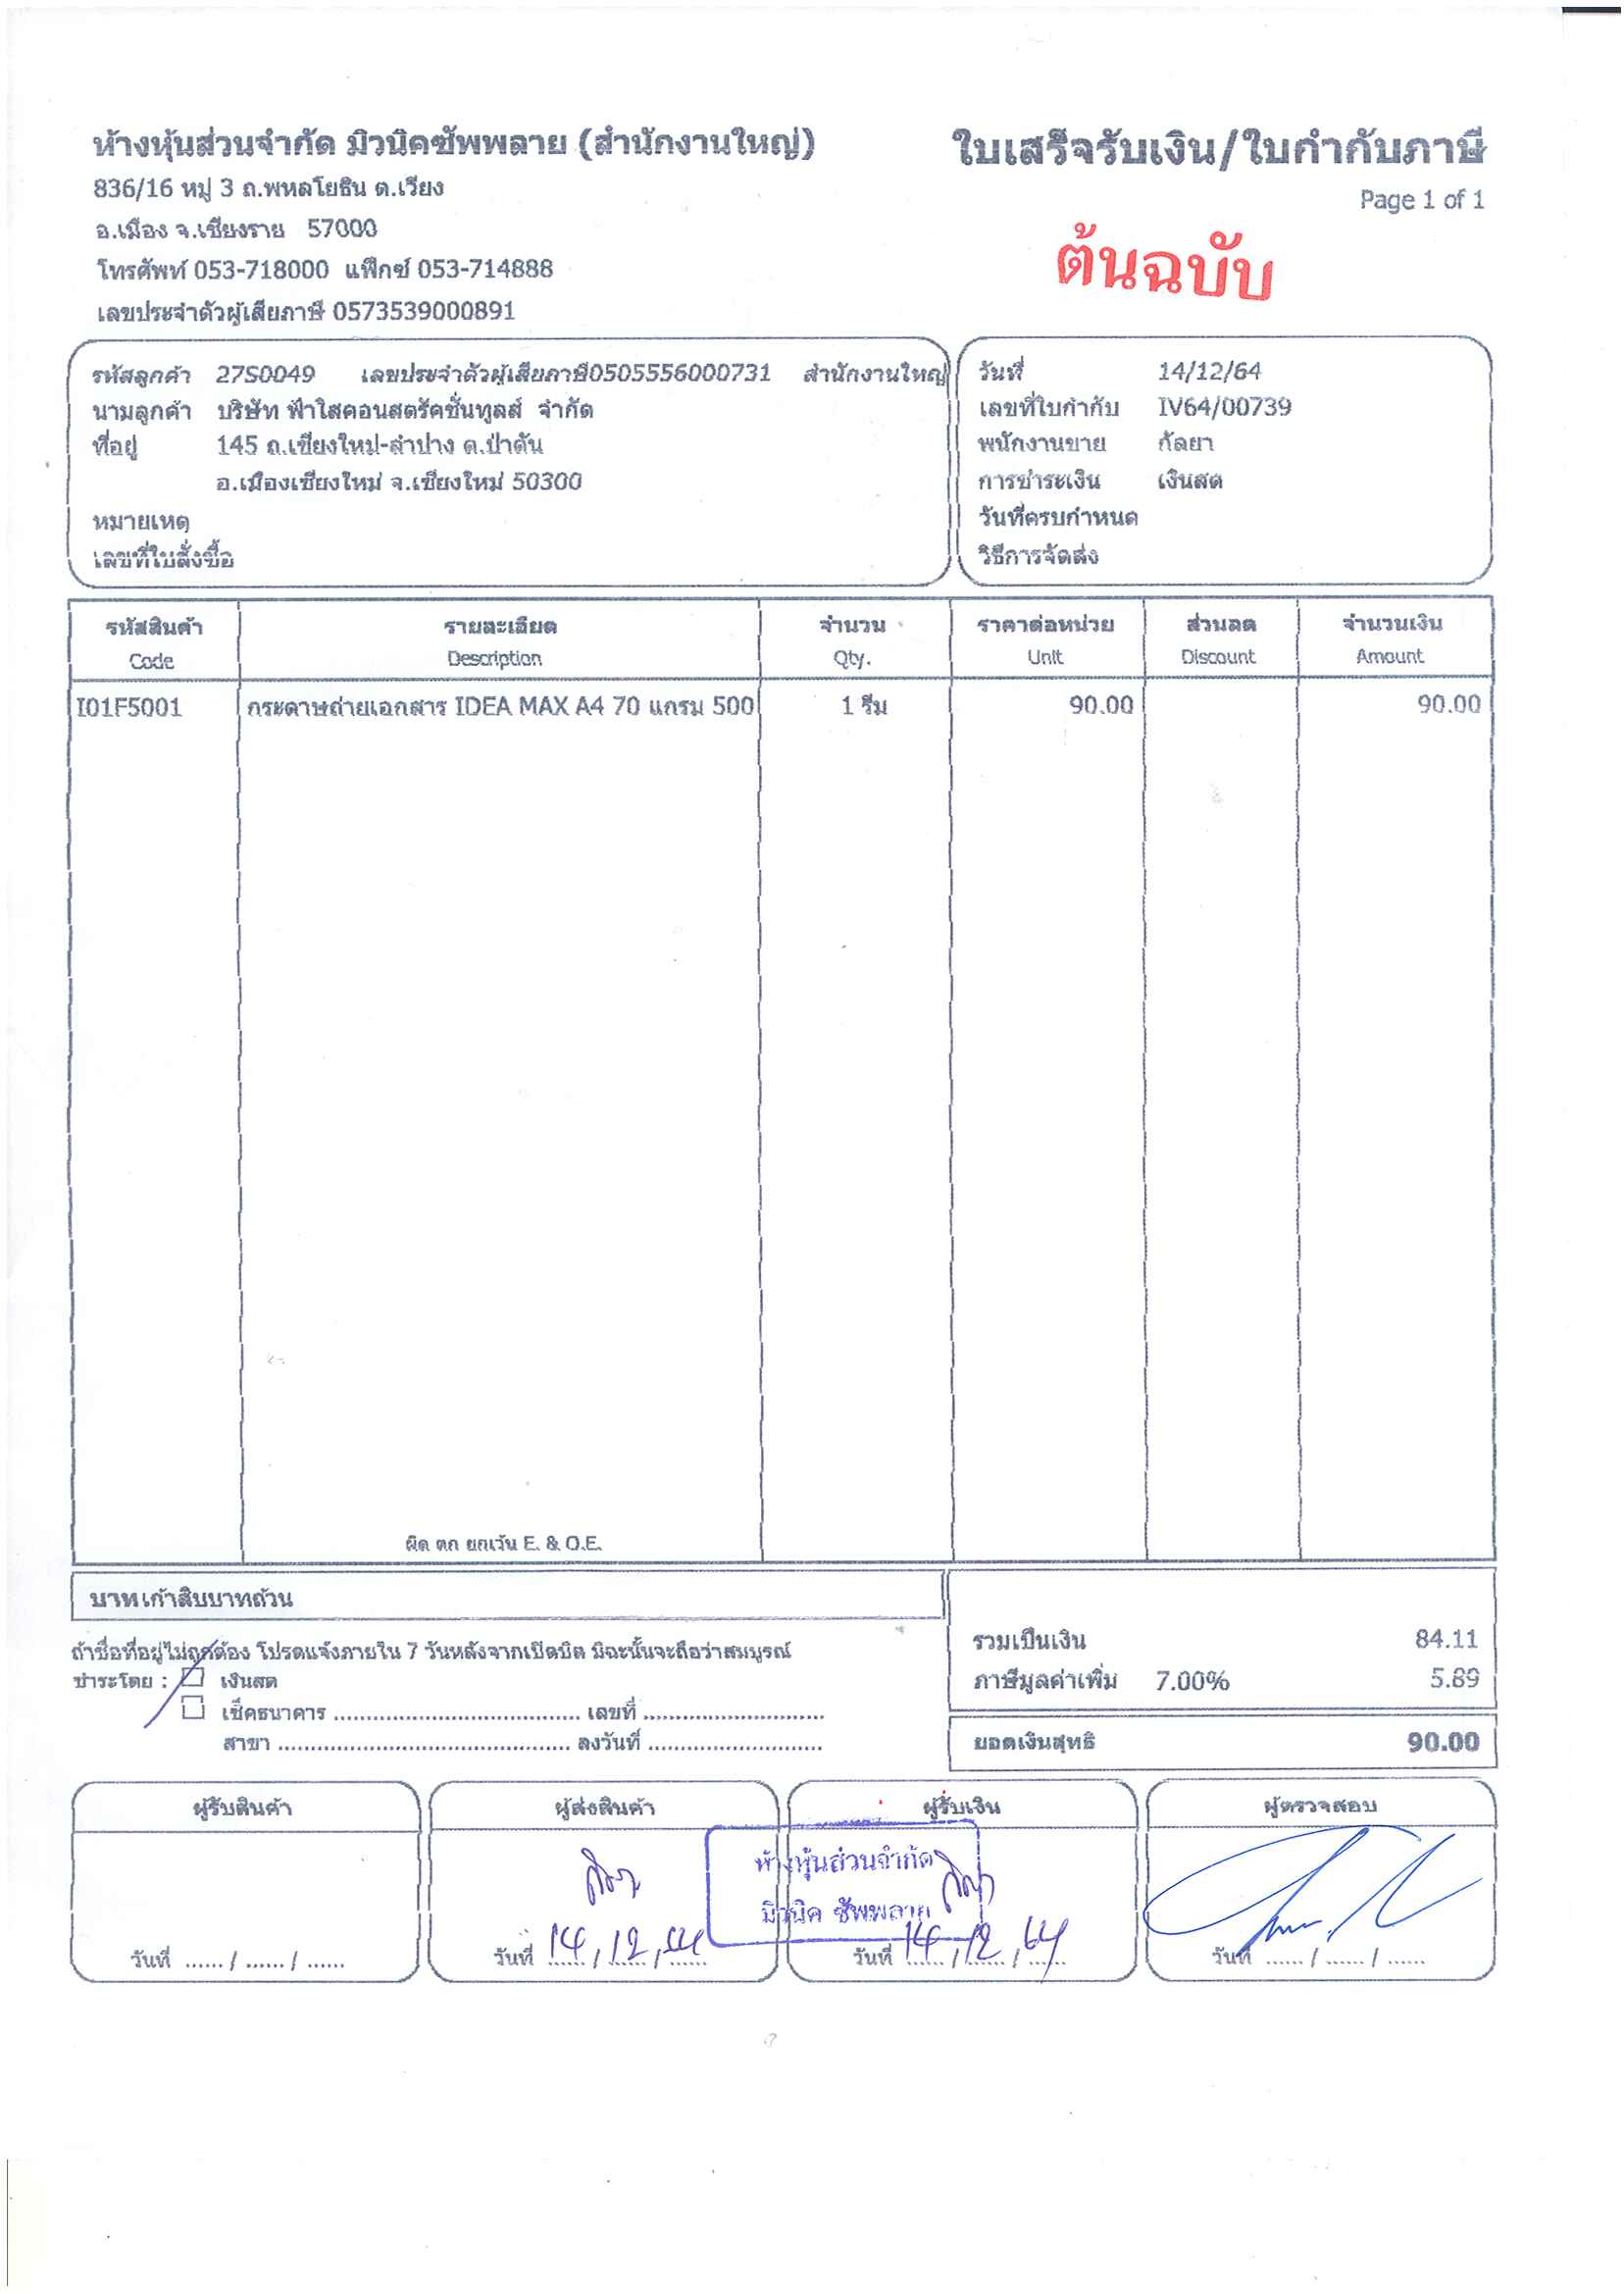 ห้างหุ้นส่วนจำกัด มิวนิคซัพพลาย (สำนักงานใหญ่)
ใบเสร็จรับเงิน/ใบกำกับภาษี
836/16 หมู่ 3 ถ.พหลโยธิน ต.เวียง
Page 1 of 1
อ.เมือง จ.เชียงราย 57000
ต้นฉบับ
โทรศัพท์ 053-718000 แฟ็กซ์ 053-714888
เลขประจำตัวผู้เสียภาษี 0573539000891
รหัสลูกค้า 27S0049 เลขประจำตัวผู้เสียภาษี0505556000731 สำนักงานใหญ่
นามลูกค้า บริษัท ฟ้าใสคอนสตรัคชั่นทูลส์ จำกัด
ที่อยู่ 145 ถ.เชียงใหม่-ลำปาง ต.ป่าตัน
อ.เมืองเชียงใหม่ จ.เชียงใหม่ 50300
หมายเหตุ
เลขที่ใบสั่งซื้อ
วันที่ 14/12/64
เลขที่ใบกำกับ IV64/00739
พนักงานขาย กัลยา
การชำระเงิน เงินสด
วันที่ครบกำหนด
วิธีการจัดส่ง
รหัสสินค้า รายละเอียด จำนวน ราคาต่อหน่วย ส่วนลด จำนวนเงิน
Code Description Qty. Unit Discount Amount
I01F5001 กระดาษถ่ายเอกสาร IDEA MAX A4 70 แกรม 500 1 รีม 90.00 90.00
ผิด ตก ยกเว้น E. & O.E.
บาทเก้าสิบบาทถ้วน
ถ้าชื่อที่อยู่ไม่ถูกต้อง โปรดแจ้งภายใน 7 วันหลังจากเปิดบิล มิฉะนั้นจะถือว่าสมบูรณ์
ชำระโดย : เงินสด
เช็คธนาคาร ...................................... เลขที่ ............................
สาขา ............................................. ลงวันที่ ...........................
รวมเป็นเงิน 84.11
ภาษีมูลค่าเพิ่ม 7.00% 5.89
ยอดเงินสุทธิ 90.00
ผู้รับสินค้า ผู้ส่งสินค้า ผู้รับเงิน ผู้ตรวจสอบ
ห้างหุ้นส่วนจำกัด
มิวนิค ซัพพลาย
วันที่ ...... / ...... / ...... วันที่ 14 / 12 / 64 วันที่ 14 / 12 / 64 วันที่ ...... / ...... / ......